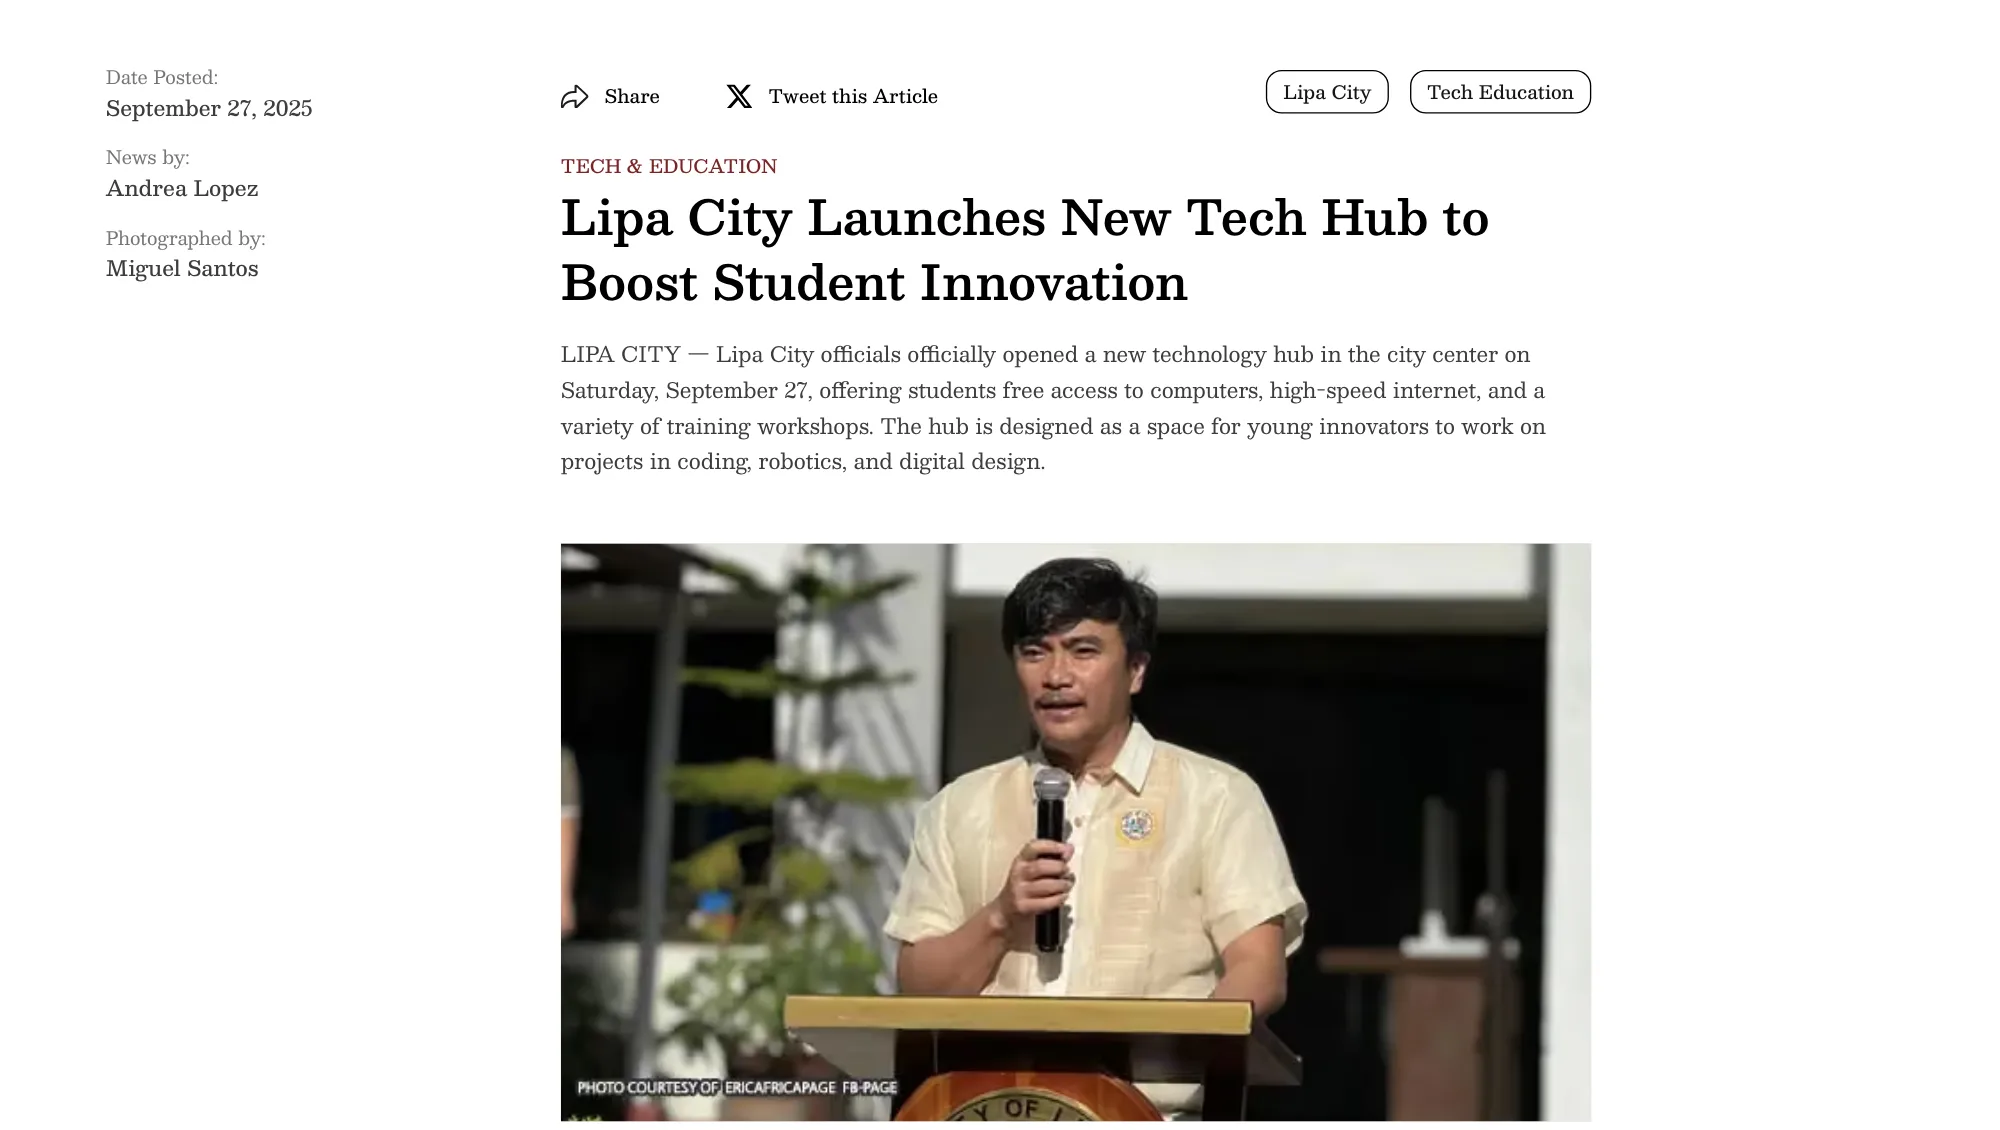 Date Posted:
September 27, 2025
News by:
Andrea Lopez
Photographed by:
Miguel Santos
Share
Tweet this Article
Lipa City
Tech Education
TECH & EDUCATION
Lipa City Launches New Tech Hub to
Boost Student Innovation
LIPA CITY — Lipa City officials officially opened a new technology hub in the city center on
Saturday, September 27, offering students free access to computers, high-speed internet, and a
variety of training workshops. The hub is designed as a space for young innovators to work on
projects in coding, robotics, and digital design.
PHOTO COURTESY OF ERICAFRICAPAGE FB-PAGE
OF